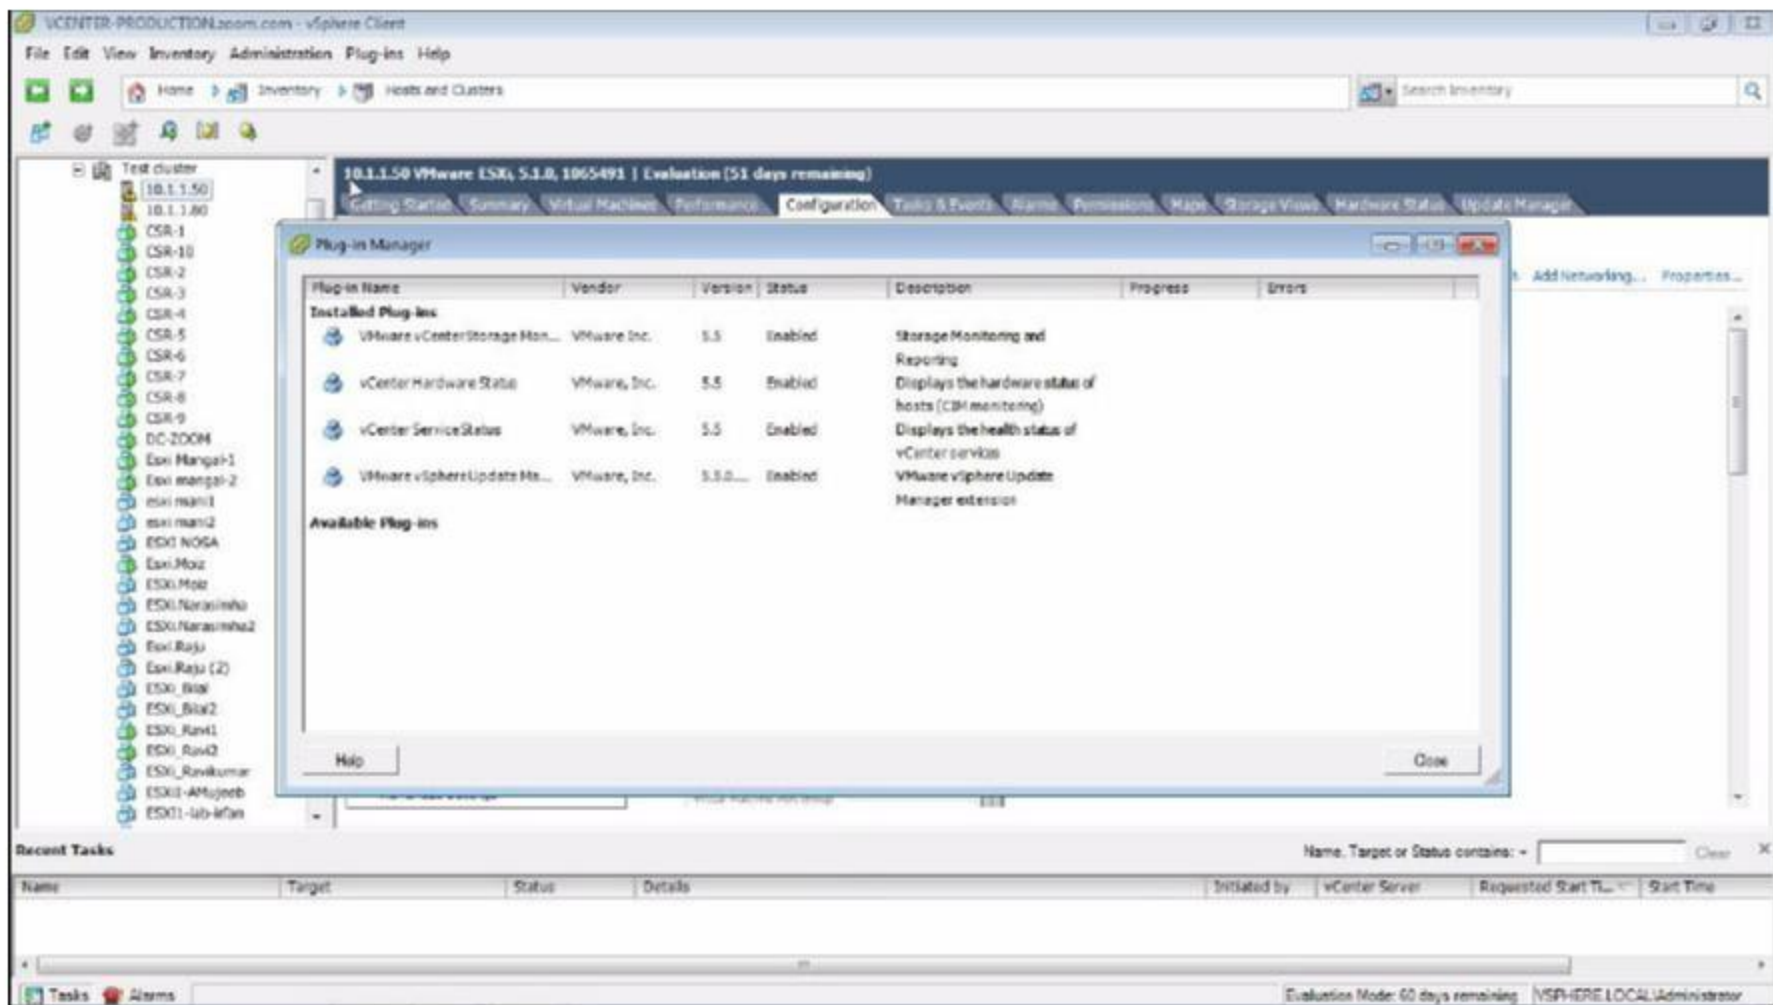 VCENTER-PRODUCTION.zoom.com - vSphere Client
File Edit View Inventory Administration Plug-ins Help
Home Inventory Hosts and Clusters Search Inventory
Test cluster
10.1.1.50
10.1.1.80
CSR-1
CSR-10
CSR-2
CSR-3
CSR-4
CSR-5
CSR-6
CSR-7
CSR-8
CSR-9
DC-ZOOM
Esxi Mangal-1
Esxi mangal-2
esxi mani1
esxi mani2
ESXI NOSA
Esxi.Moiz
ESXi.Moiz
ESXi.Narasimha
ESXi.Narasimha2
Esxi.Raju
Esxi.Raju (2)
ESXi_Bilal
ESXi_Bilal2
ESXi_Ravi1
ESXi_Ravi2
ESXi_Ravikumar
ESXi1-AMujeeb
ESXI1-lab-irfan
10.1.1.50 VMware ESXi, 5.1.0, 1065491 | Evaluation (51 days remaining)
Getting Started Summary Virtual Machines Performance Configuration Tasks & Events Alarms Permissions Maps Storage Views Hardware Status Update Manager
Add Networking... Properties...
Plug-in Manager
Plug-in Name Vendor Version Status Description Progress Errors
Installed Plug-ins
VMware vCenter Storage Mon... VMware Inc. 5.5 Enabled Storage Monitoring and
Reporting
vCenter Hardware Status VMware, Inc. 5.5 Enabled Displays the hardware status of
hosts (CIM monitoring)
vCenter Service Status VMware, Inc. 5.5 Enabled Displays the health status of
vCenter services
VMware vSphere Update Ma... VMware, Inc. 5.5.0.... Enabled VMware vSphere Update
Manager extension
Available Plug-ins
Help Close
Recent Tasks Name, Target or Status contains: Clear
Name Target Status Details Initiated by vCenter Server Requested Start Ti... Start Time
Tasks Alarms Evaluation Mode: 60 days remaining VSPHERE.LOCAL\Administrator